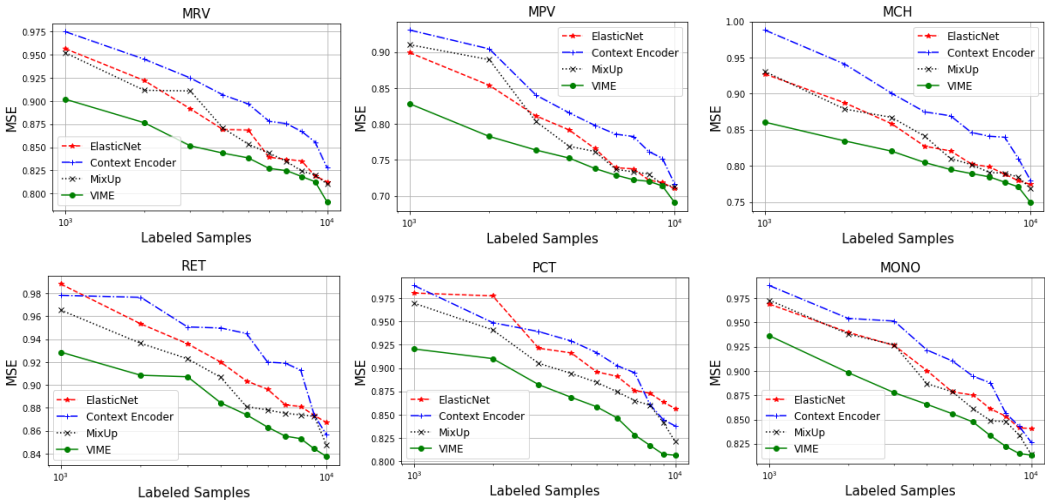 MRV
0.975
0.950
0.925
0.900
0.875
0.850
0.825
0.800
MSE
ElasticNet
Context Encoder
MixUp
VIME
10³
10⁴
Labeled Samples
MPV
0.90
0.85
0.80
0.75
0.70
MSE
ElasticNet
Context Encoder
MixUp
VIME
10³
10⁴
Labeled Samples
MCH
1.00
0.95
0.90
0.85
0.80
0.75
MSE
ElasticNet
Context Encoder
MixUp
VIME
10³
10⁴
Labeled Samples
RET
0.98
0.96
0.94
0.92
0.90
0.88
0.86
0.84
MSE
ElasticNet
Context Encoder
MixUp
VIME
10³
10⁴
Labeled Samples
PCT
0.975
0.950
0.925
0.900
0.875
0.850
0.825
0.800
MSE
ElasticNet
Context Encoder
MixUp
VIME
10³
10⁴
Labeled Samples
MONO
0.975
0.950
0.925
0.900
0.875
0.850
0.825
MSE
ElasticNet
Context Encoder
MixUp
VIME
10³
10⁴
Labeled Samples